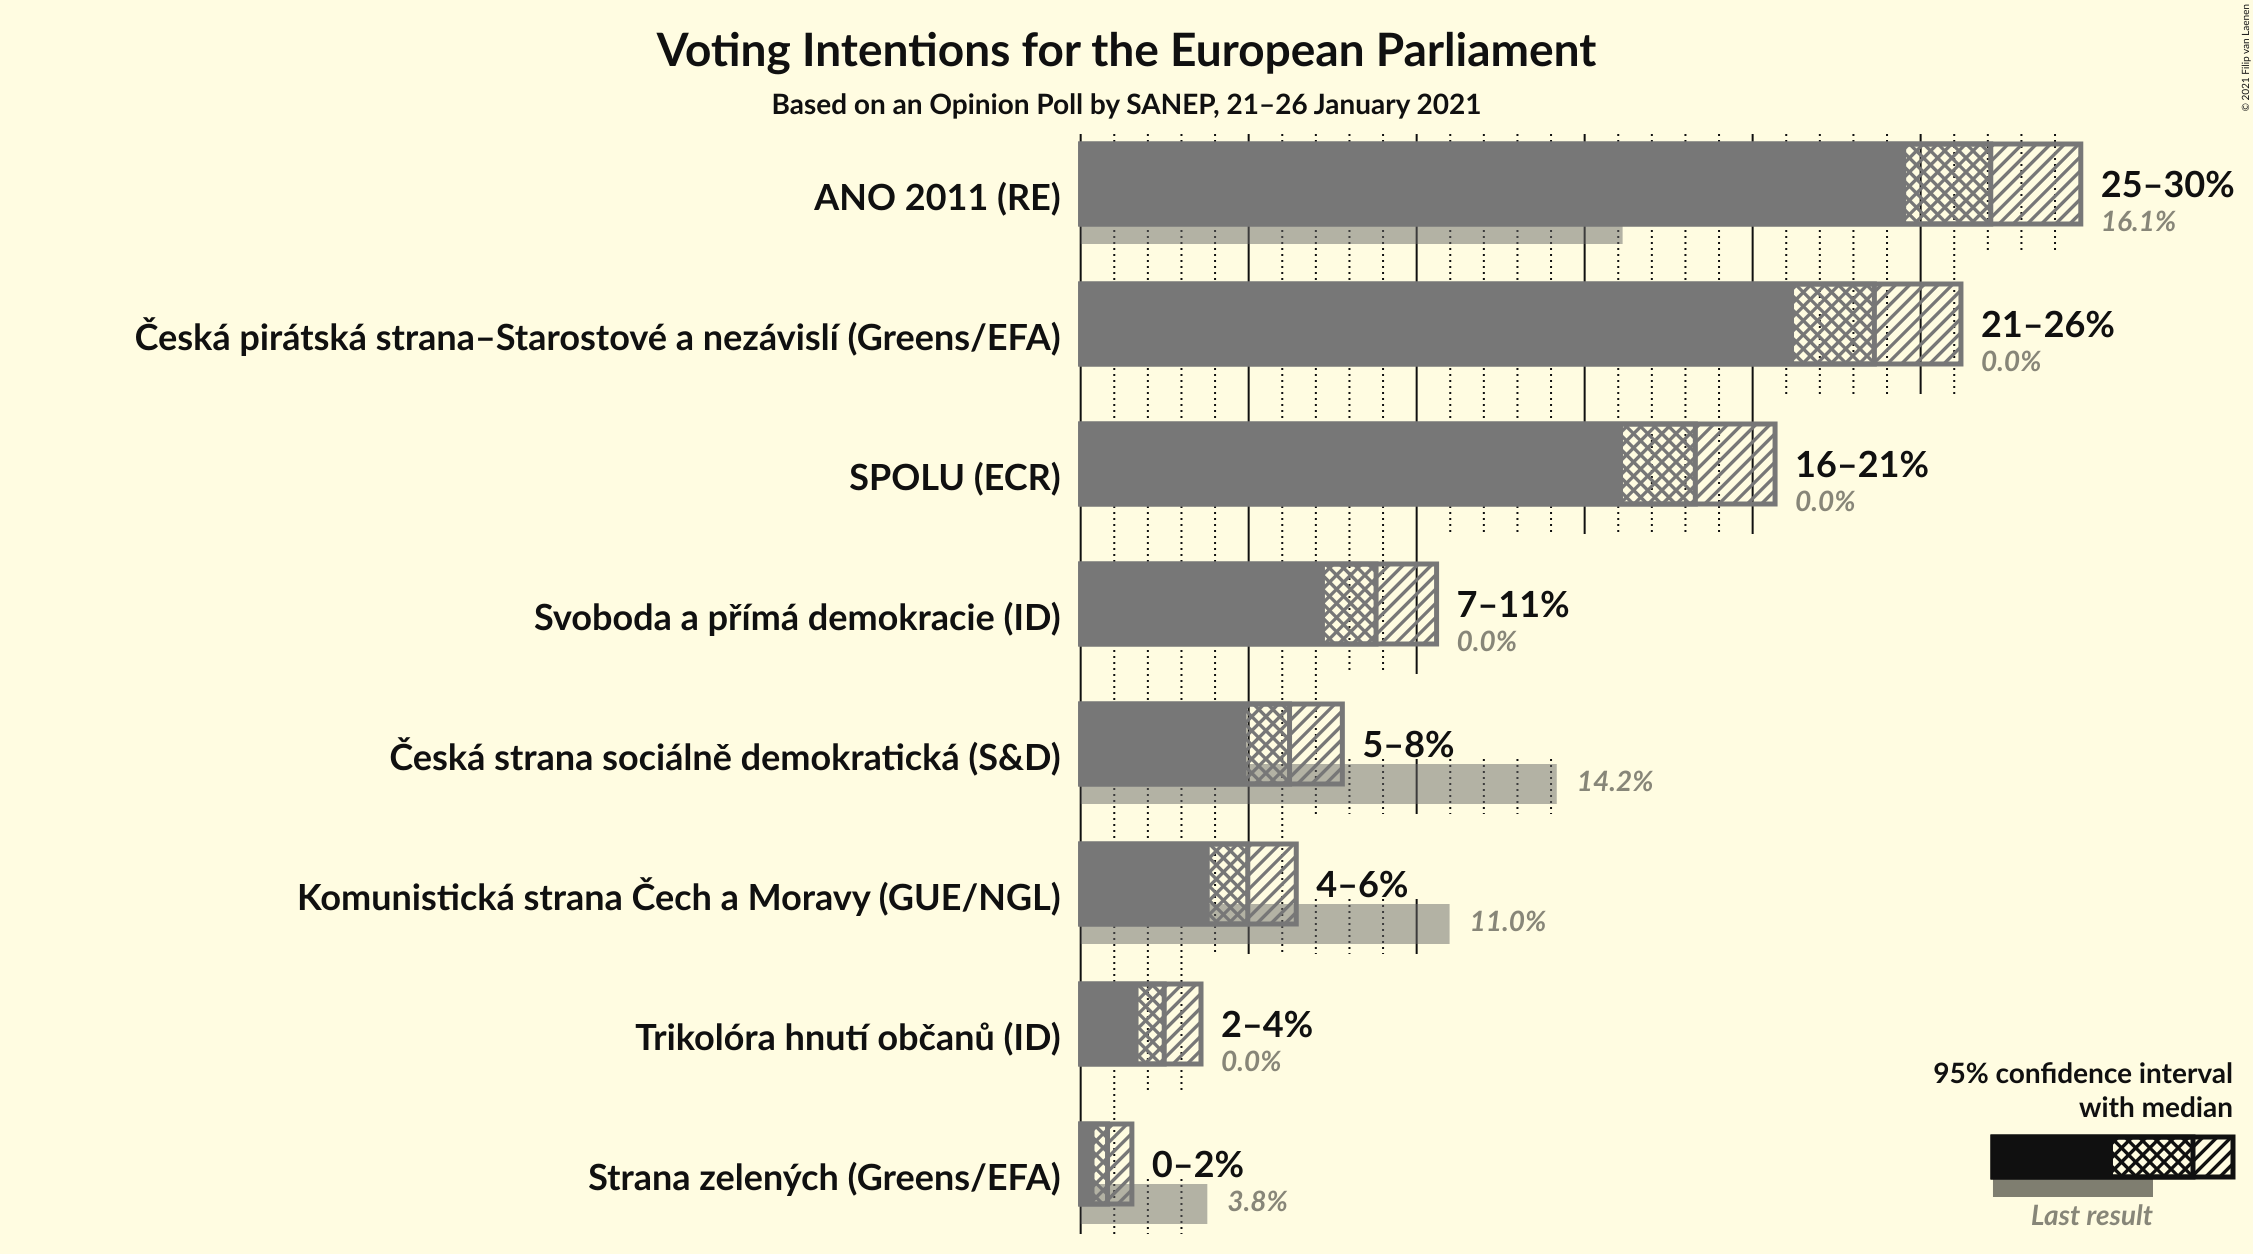 Voting Intentions for the European Parliament
Based on an Opinion Poll by SANEP, 21–26 January 2021
© 2021 Filip van Laenen
ANO 2011 (RE)
25–30%
16.1%
Česká pirátská strana–Starostové a nezávislí (Greens/EFA)
21–26%
0.0%
SPOLU (ECR)
16–21%
0.0%
Svoboda a přímá demokracie (ID)
7–11%
0.0%
Česká strana sociálně demokratická (S&D)
5–8%
14.2%
Komunistická strana Čech a Moravy (GUE/NGL)
4–6%
11.0%
Trikolóra hnutí občanů (ID)
2–4%
0.0%
Strana zelených (Greens/EFA)
0–2%
3.8%
95% confidence interval
with median
Last result